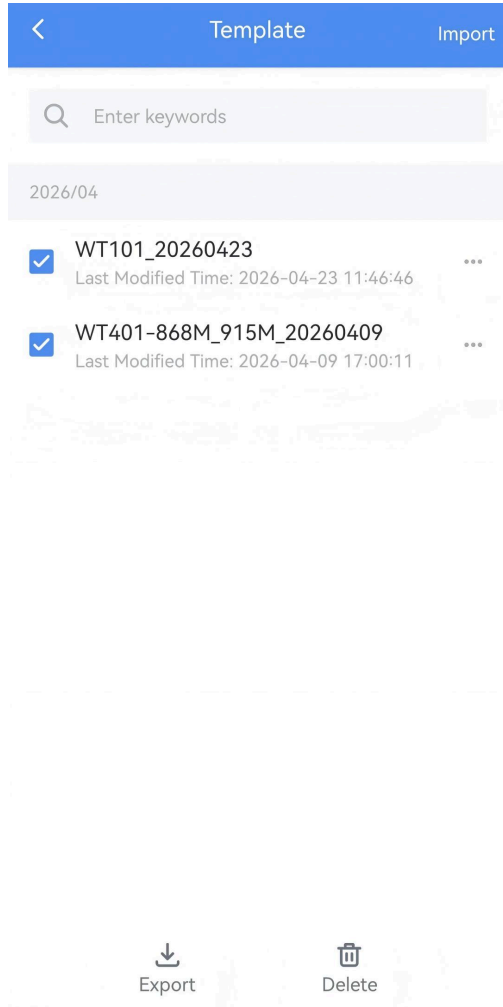 Template
Import
Enter keywords
2026/04
WT101_20260423
Last Modified Time: 2026-04-23 11:46:46
WT401-868M_915M_20260409
Last Modified Time: 2026-04-09 17:00:11
Export
Delete